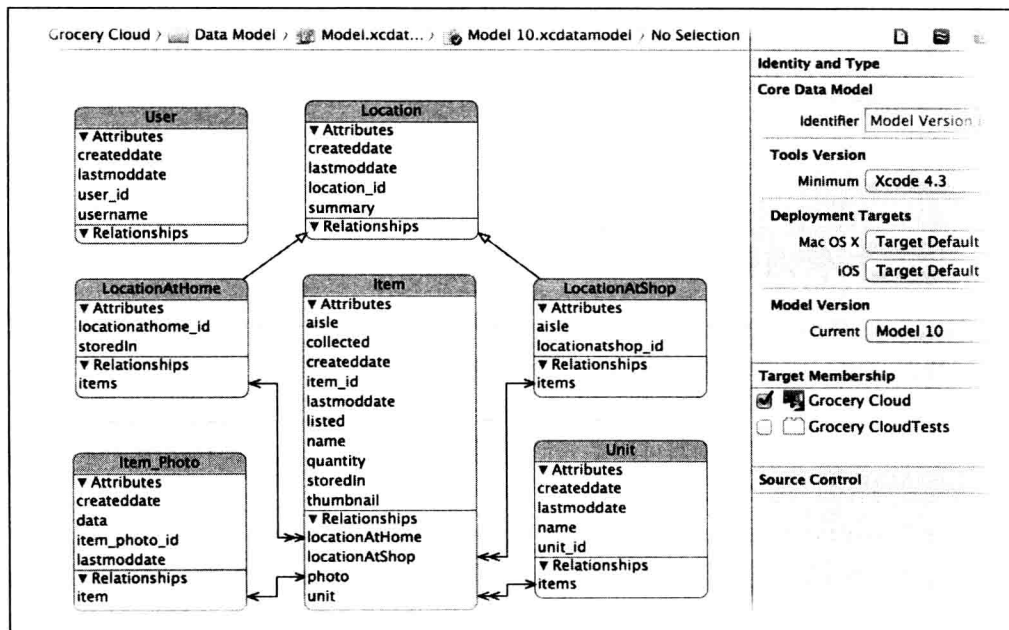 Grocery Cloud › Data Model › Model.xcdat... › Model 10.xcdatamodel › No Selection
User
▼ Attributes
createddate
lastmoddate
user_id
username
▼ Relationships
Location
▼ Attributes
createddate
lastmoddate
location_id
summary
▼ Relationships
LocationAtHome
▼ Attributes
locationathome_id
storedIn
▼ Relationships
items
Item
▼ Attributes
aisle
collected
createddate
item_id
lastmoddate
listed
name
quantity
storedIn
thumbnail
▼ Relationships
locationAtHome
locationAtShop
photo
unit
LocationAtShop
▼ Attributes
aisle
locationatshop_id
▼ Relationships
items
Item_Photo
▼ Attributes
createddate
data
item_photo_id
lastmoddate
▼ Relationships
item
Unit
▼ Attributes
createddate
lastmoddate
name
unit_id
▼ Relationships
items
Identity and Type
Core Data Model
Identifier Model Version
Tools Version
Minimum Xcode 4.3
Deployment Targets
Mac OS X Target Default
iOS Target Default
Model Version
Current Model 10
Target Membership
Grocery Cloud
Grocery CloudTests
Source Control